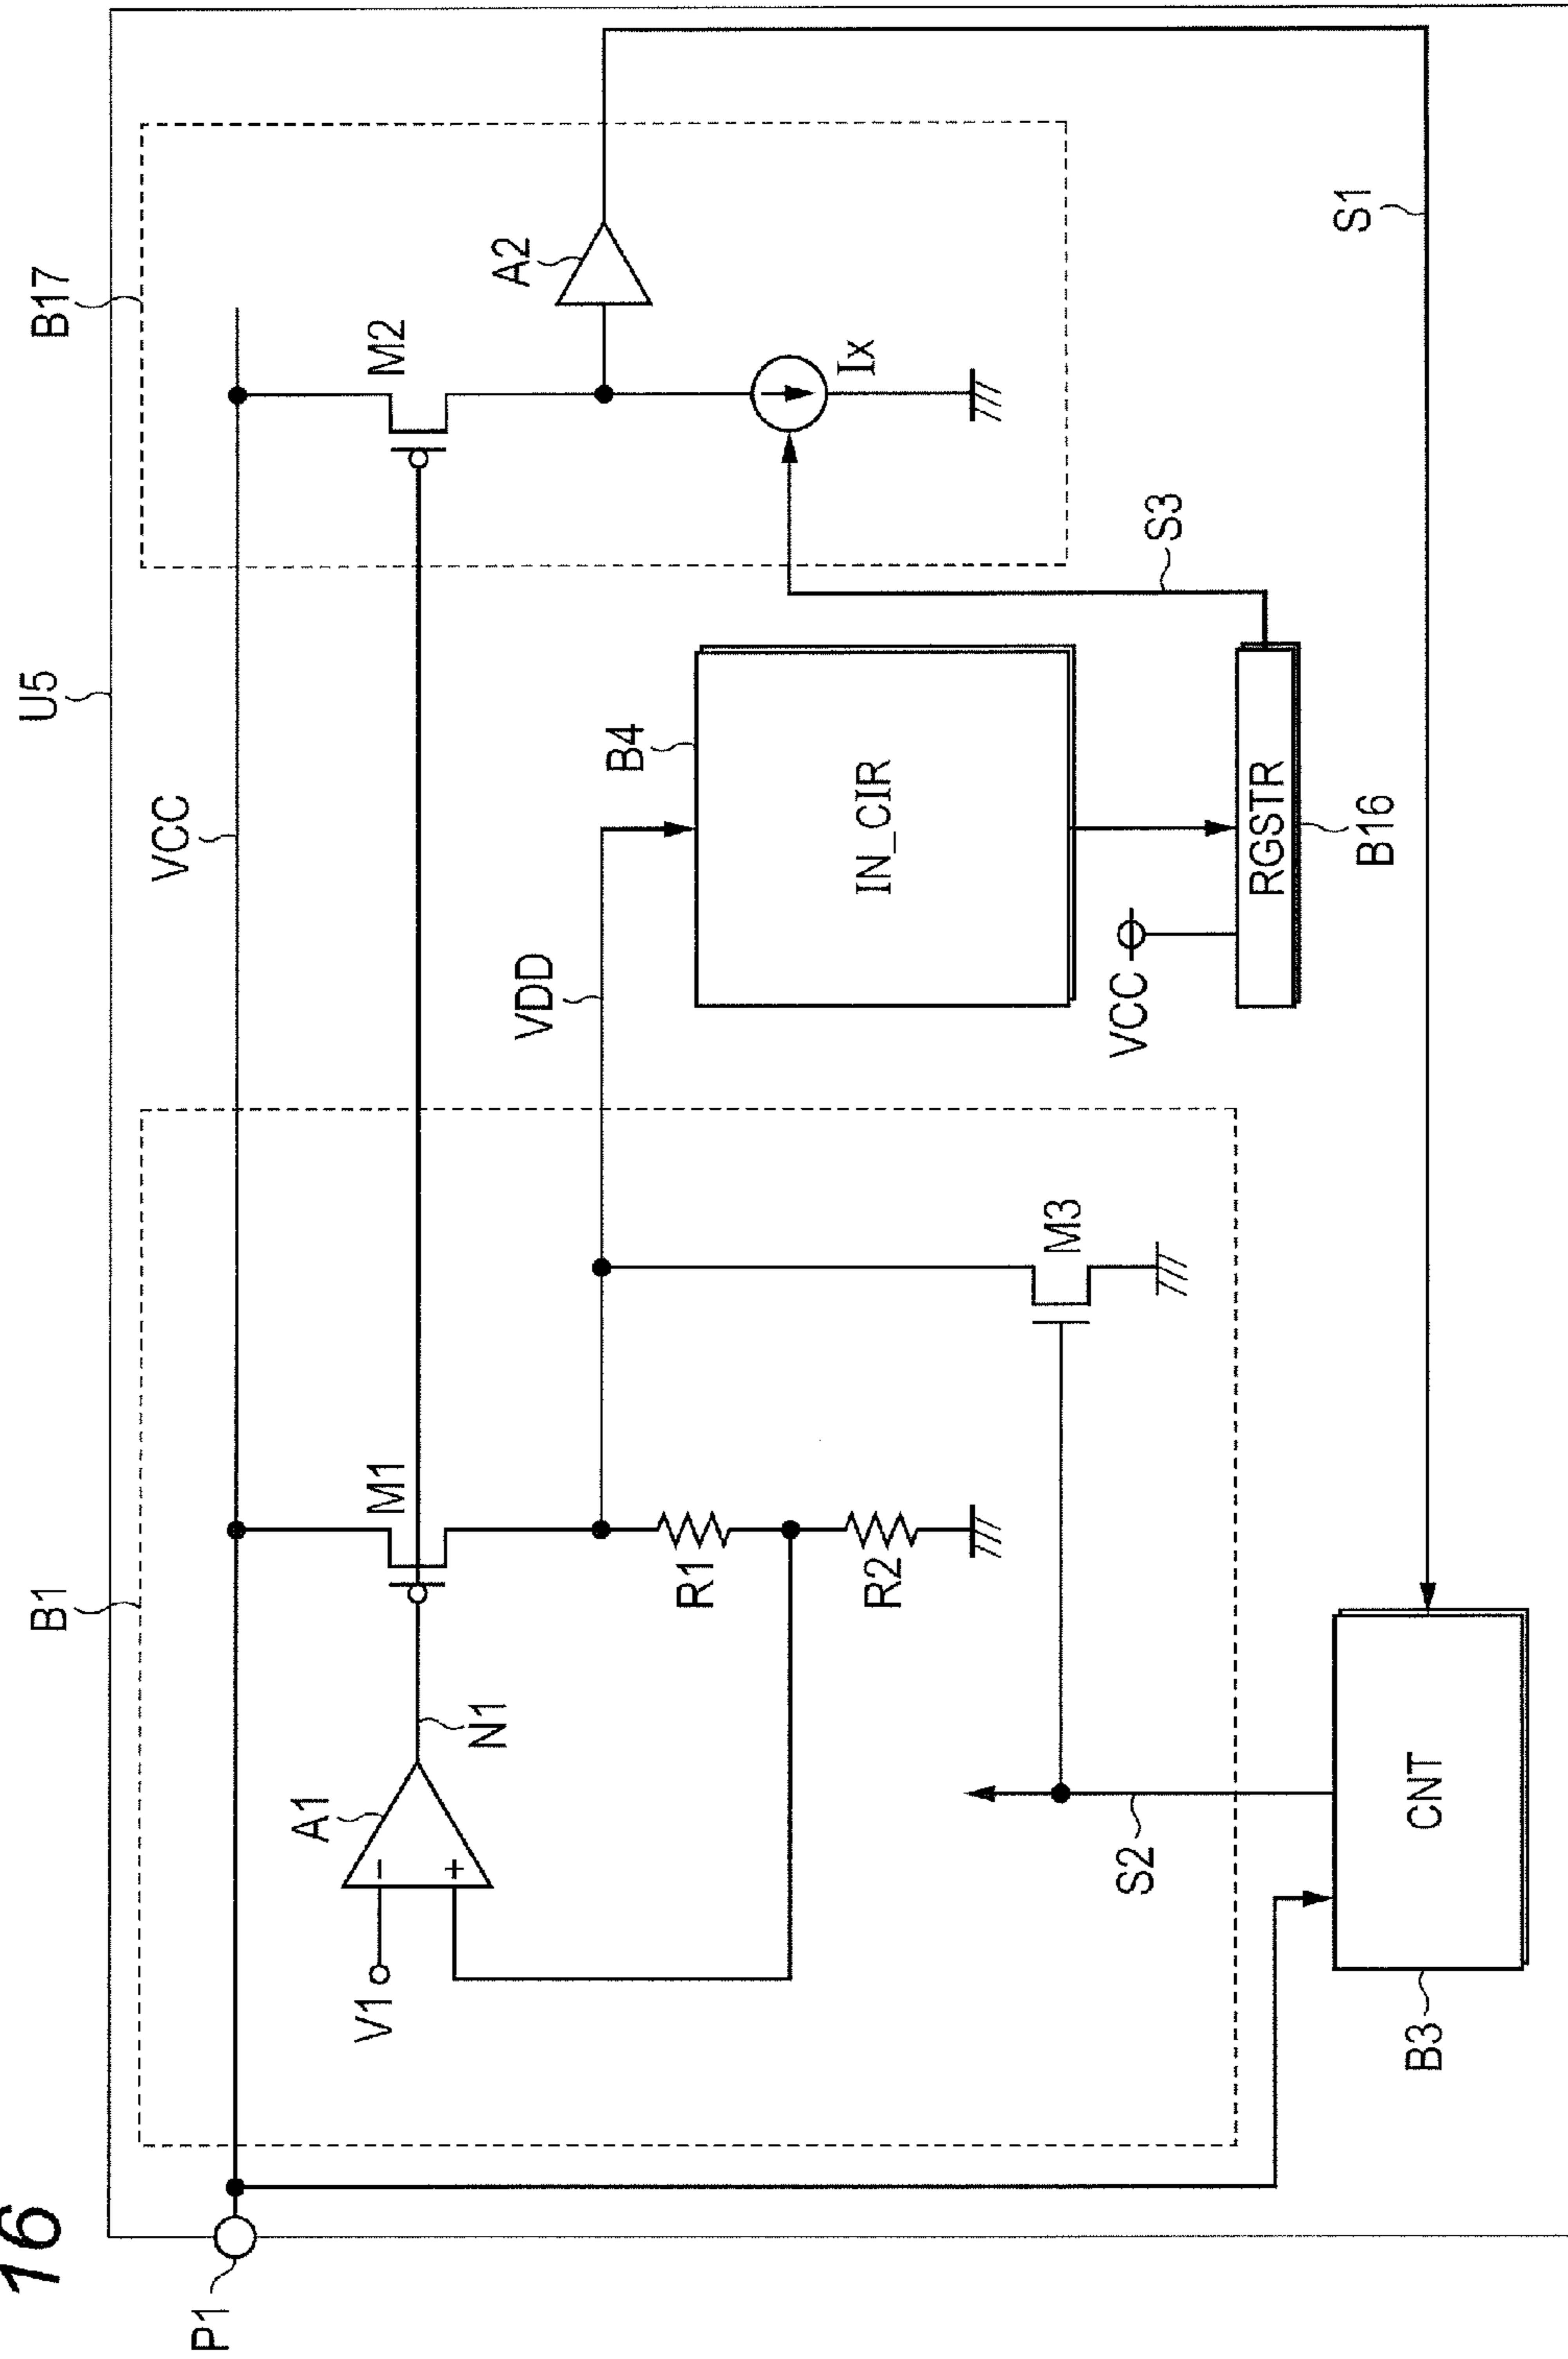 16
U5
B1
B17
P1
VCC
M1
M2
A1
N1
V1
-
+
VDD
A2
R1
R2
B4
IN_CIR
Ix
M3
S2
VCC
S3
RGSTR
B16
S1
CNT
B3